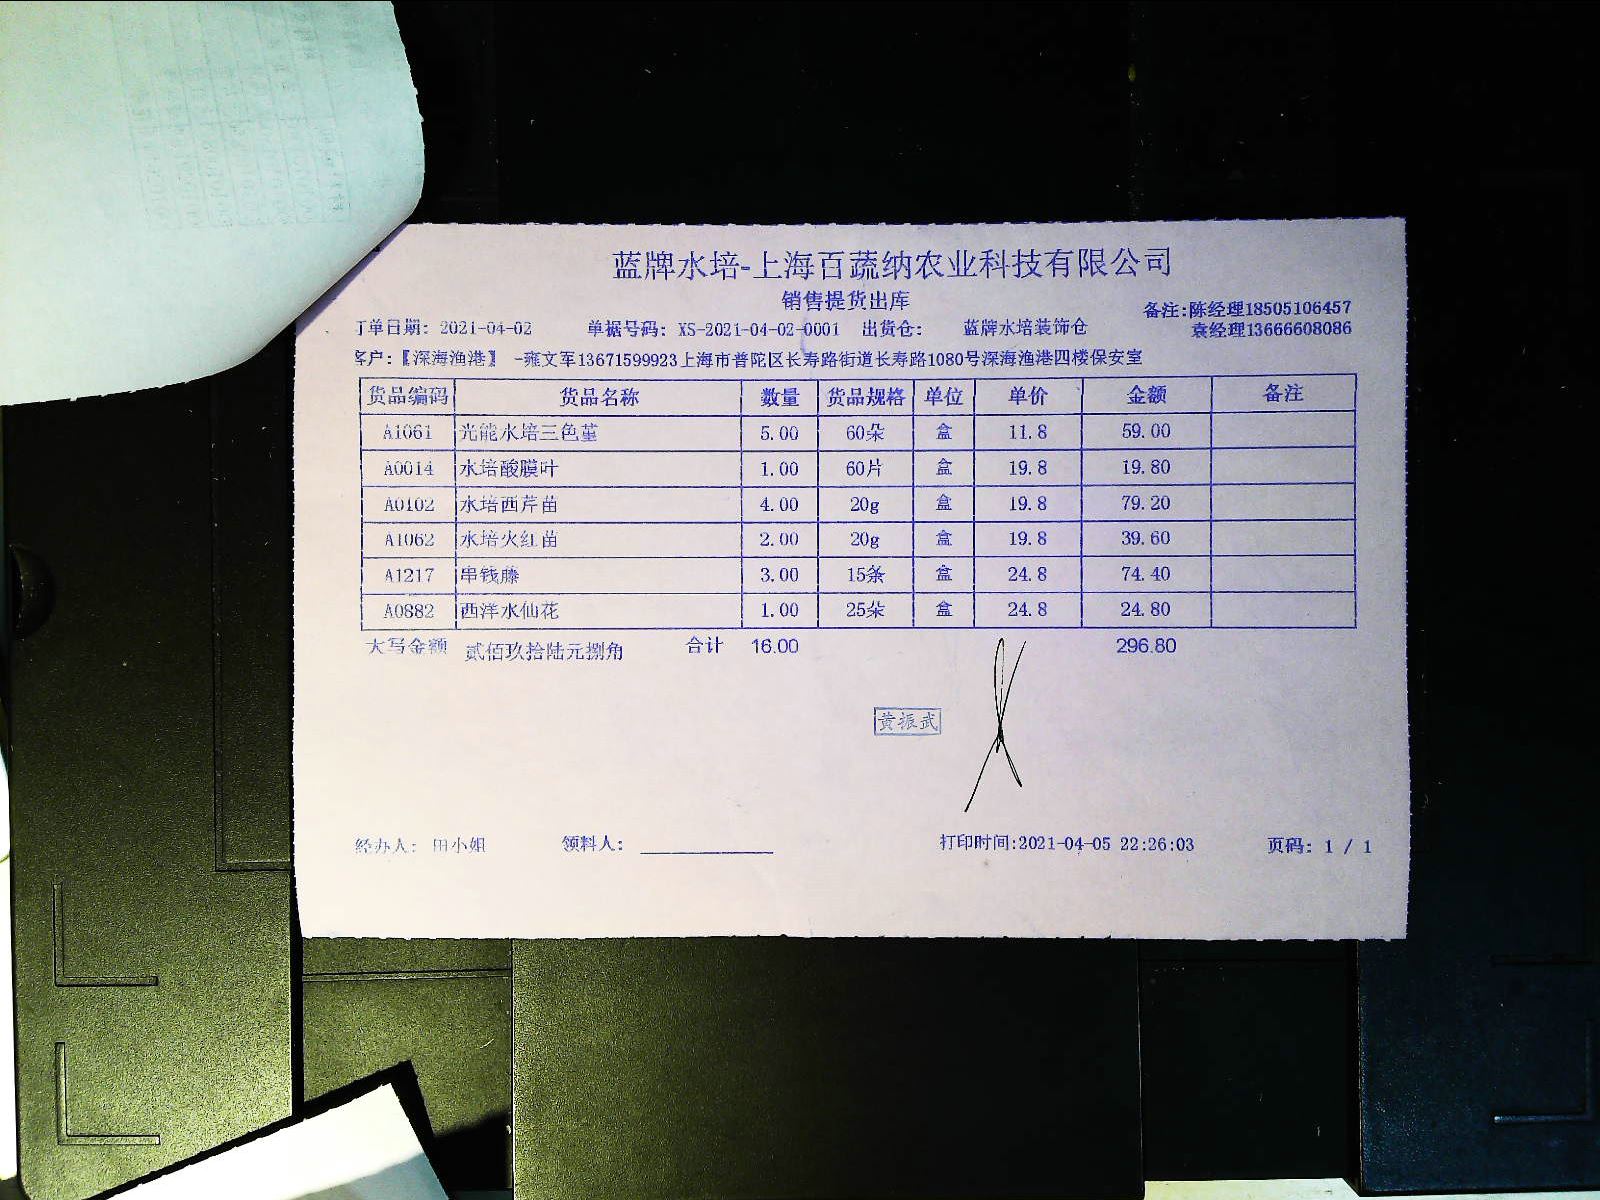 蓝牌水培-上海百蔬纳农业科技有限公司
销售提货出库
备注:陈经理18505106457
订单日期: 2021-04-02 单据号码: XS-2021-04-02-0001 出货仓: 蓝牌水培装饰仓 袁经理13666608086
客户:【深海渔港】 -雍文军13671599923上海市普陀区长寿路街道长寿路1080号深海渔港四楼保安室
货品编码 货品名称 数量 货品规格 单位 单价 金额 备注
A1061 光能水培三色堇 5.00 60朵 盒 11.8 59.00
A0014 水培酸膜叶 1.00 60片 盒 19.8 19.80
A0102 水培西芹苗 4.00 20g 盒 19.8 79.20
A1062 水培火红苗 2.00 20g 盒 19.8 39.60
A1217 串钱藤 3.00 15条 盒 24.8 74.40
A0882 西洋水仙花 1.00 25朵 盒 24.8 24.80
大写金额 贰佰玖拾陆元捌角 合计 16.00 296.80
黄振武
经办人: 田小姐 领料人: 打印时间:2021-04-05 22:26:03 页码: 1 / 1